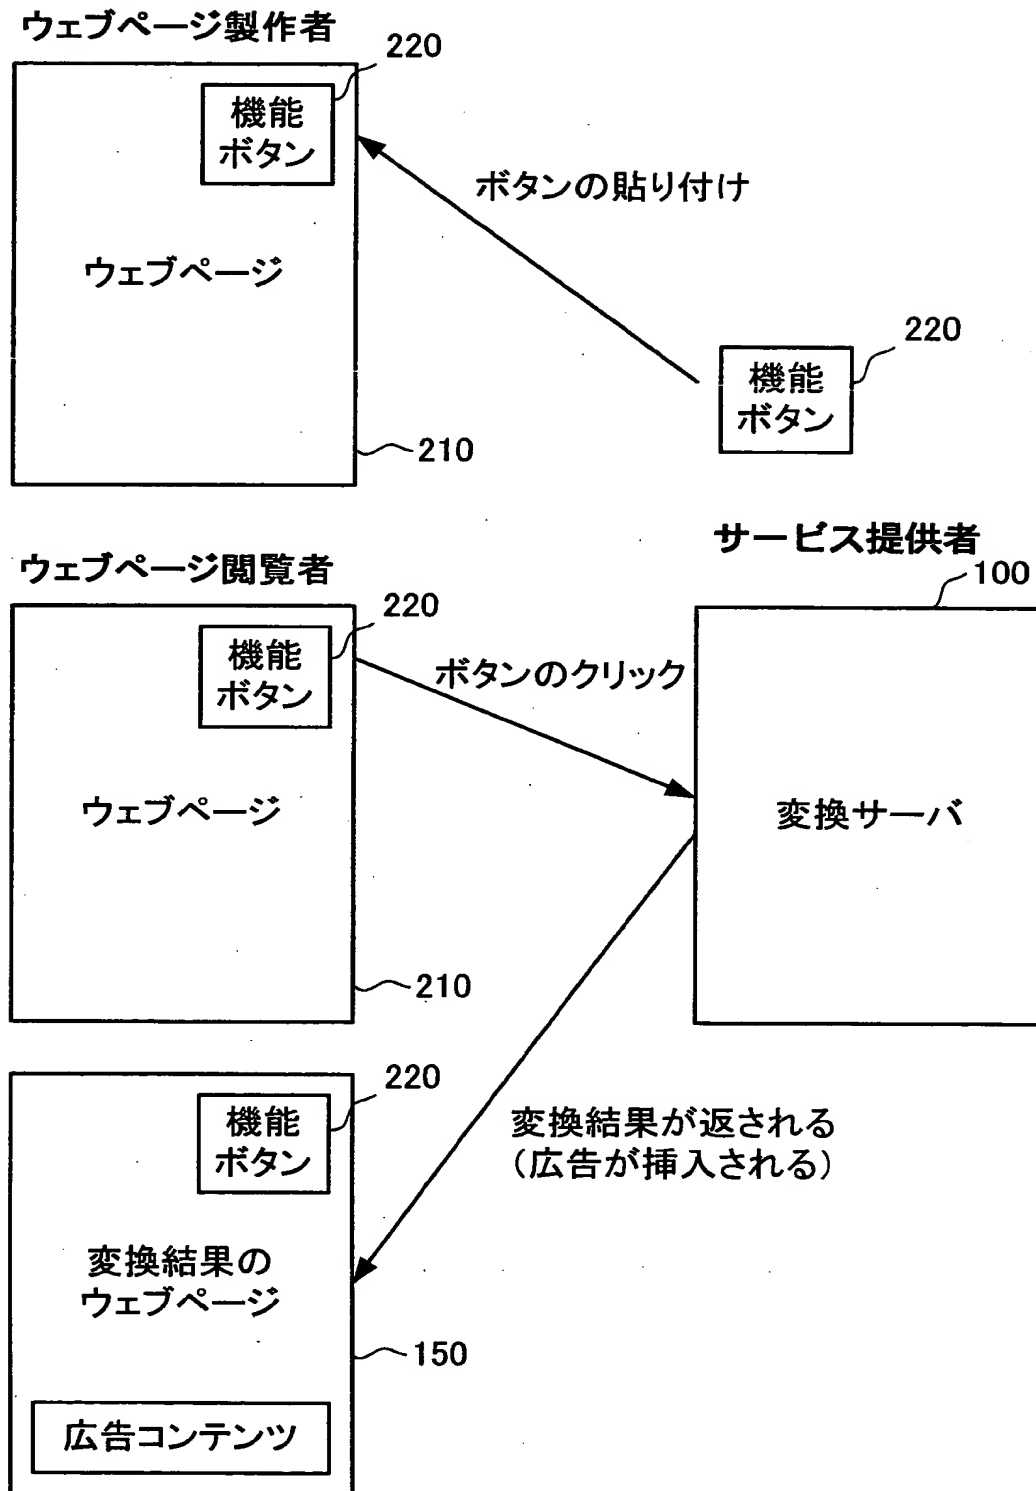 ウェブページ製作者
220
機能
ボタン
ボタンの貼り付け
ウェブページ
220
機能
ボタン
210
サービス提供者
ウェブページ閲覧者
100
220
機能
ボタン
ボタンのクリック
ウェブページ
変換サーバ
210
220
機能
ボタン
変換結果が返される
（広告が挿入される）
変換結果の
ウェブページ
150
広告コンテンツ